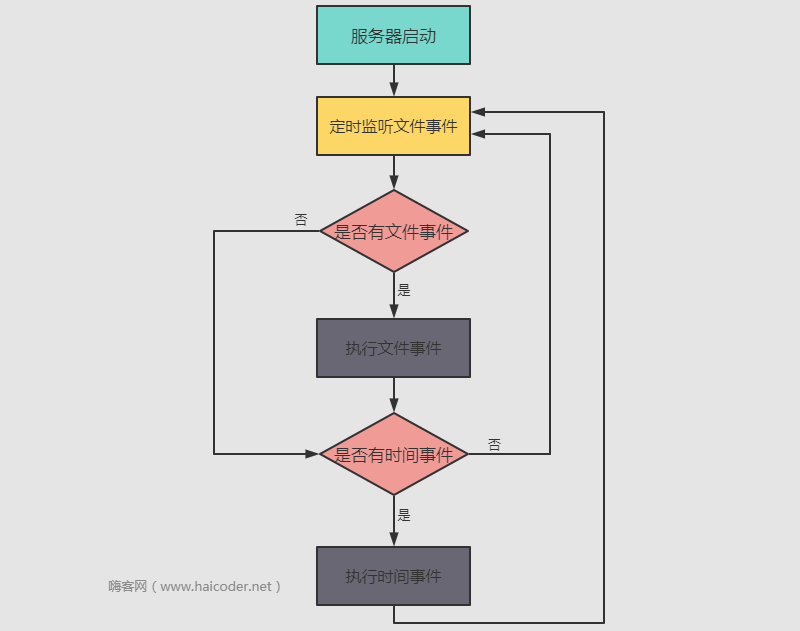 服务器启动
定时监听文件事件
否
是否有文件事件
是
执行文件事件
是否有时间事件
否
是
执行时间事件
嗨客网（www.haicoder.net）